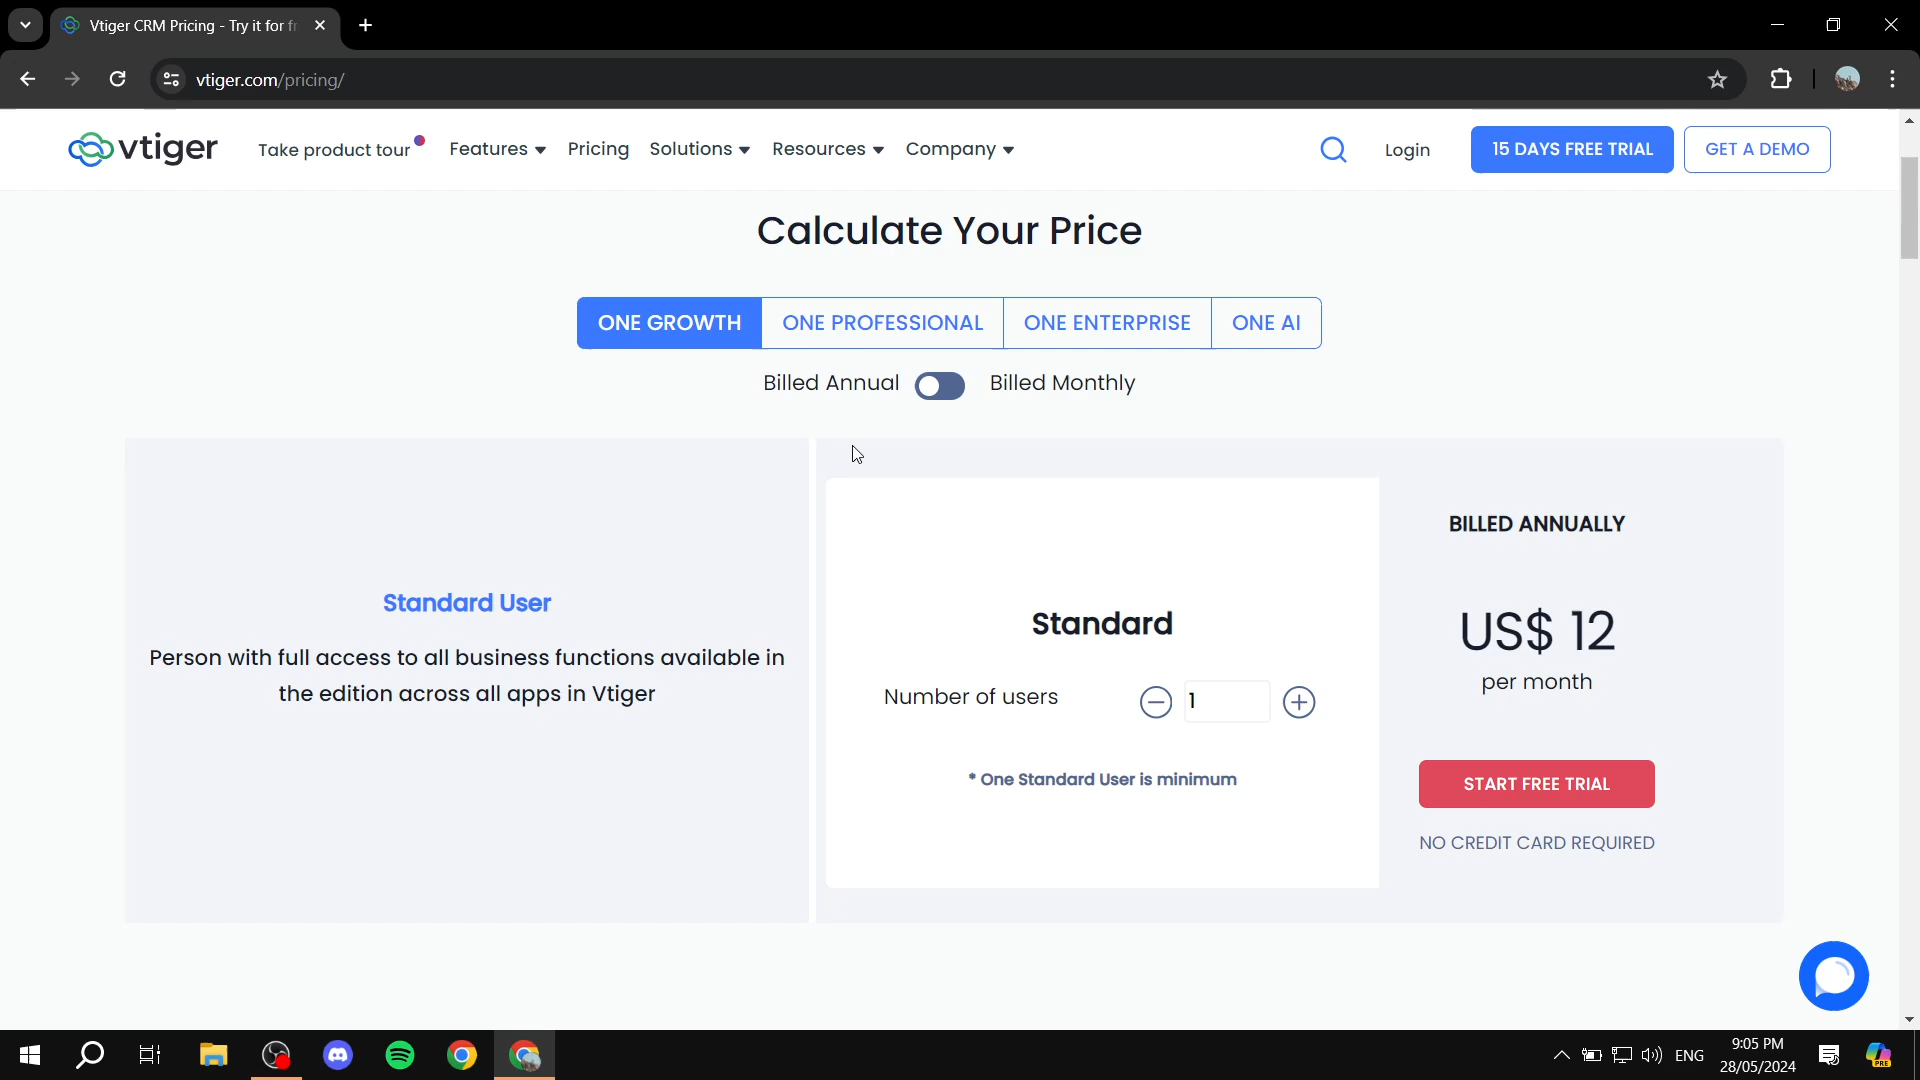 Vtiger CRM Pricing - Try it for fr
vtiger.com/pricing/
vtiger
Take product tour
Features
Pricing
Solutions
Resources
Company
Login
15 DAYS FREE TRIAL
GET A DEMO
Calculate Your Price
ONE GROWTH
ONE PROFESSIONAL
ONE ENTERPRISE
ONE AI
Billed Annual
Billed Monthly
Standard User
Person with full access to all business functions available in
the edition across all apps in Vtiger
Standard
Number of users
1
* One Standard User is minimum
BILLED ANNUALLY
US$ 12
per month
START FREE TRIAL
NO CREDIT CARD REQUIRED
ENG
9:05 PM
28/05/2024
PRE